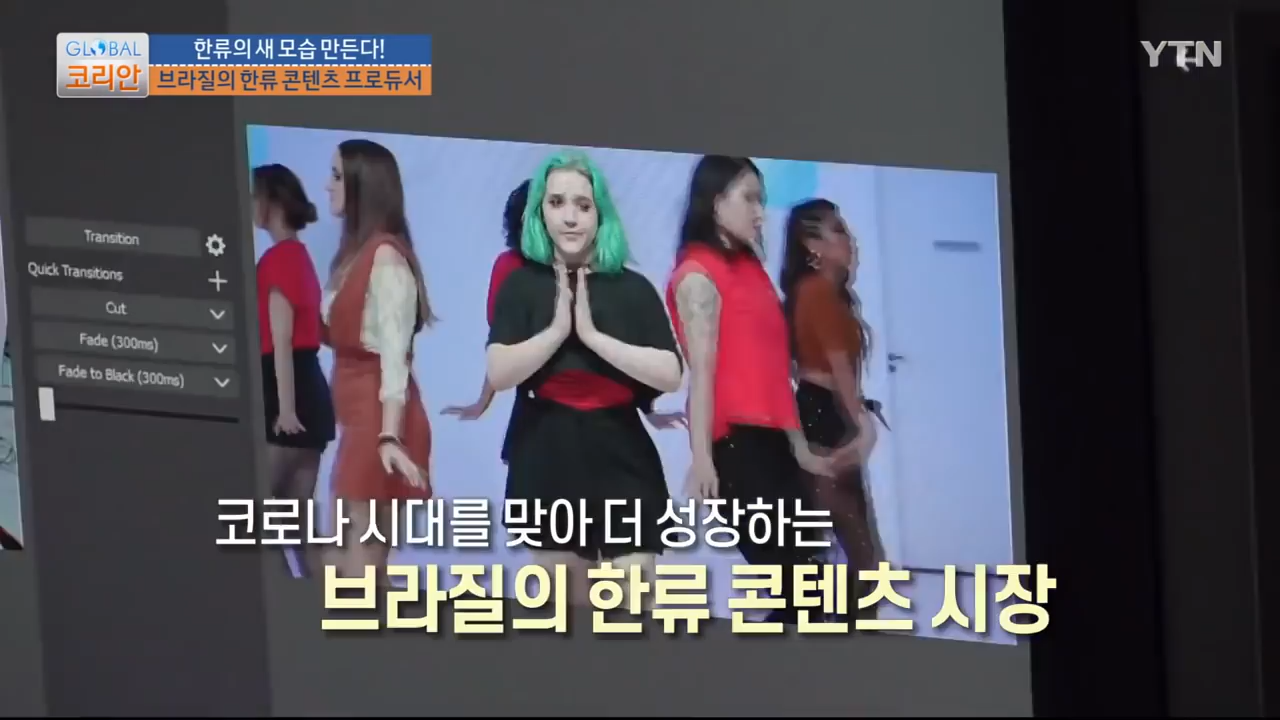 GLOBAL
코리안
한류의 새 모습 만든다!
브라질의 한류 콘텐츠 프로듀서
YTN
Transition
Quick Transitions
Cut
Fade (300ms)
Fade to Black (300ms)
코로나 시대를 맞아 더 성장하는
브라질의 한류 콘텐츠 시장